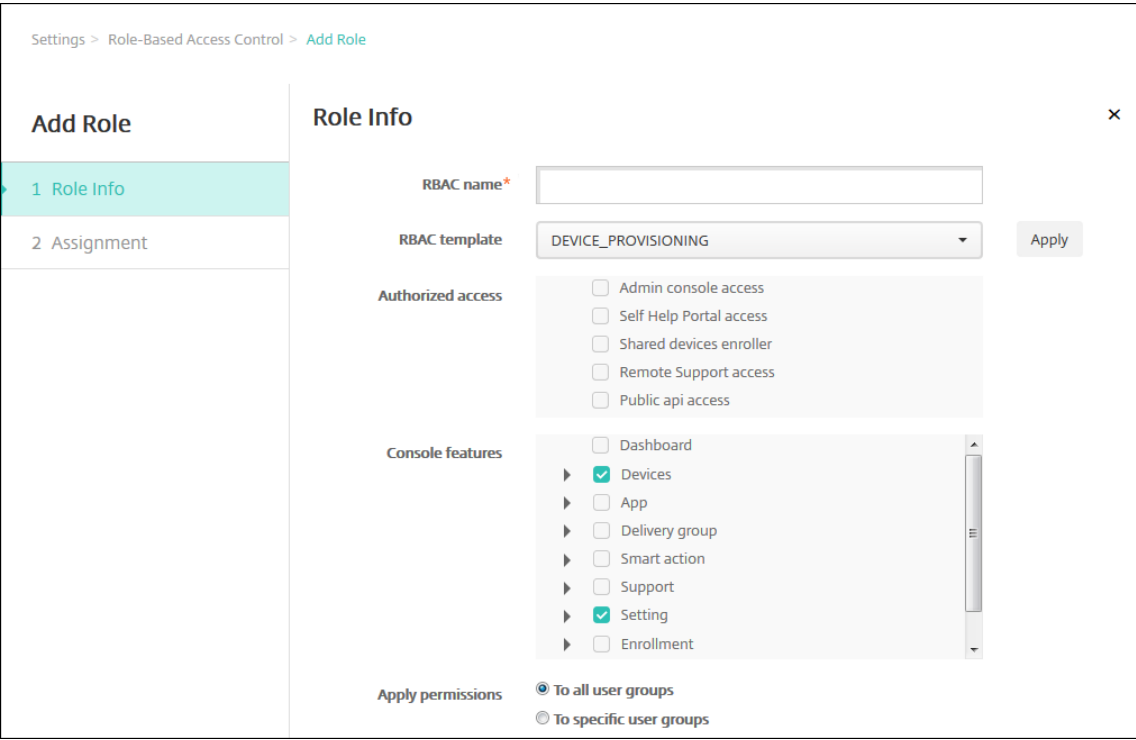 Settings > Role-Based Access Control > Add Role
Add Role
1 Role Info
2 Assignment
Role Info
×
RBAC name*
RBAC template
DEVICE_PROVISIONING
Apply
Authorized access
Admin console access
Self Help Portal access
Shared devices enroller
Remote Support access
Public api access
Console features
Dashboard
Devices
App
Delivery group
Smart action
Support
Setting
Enrollment
Apply permissions
To all user groups
To specific user groups